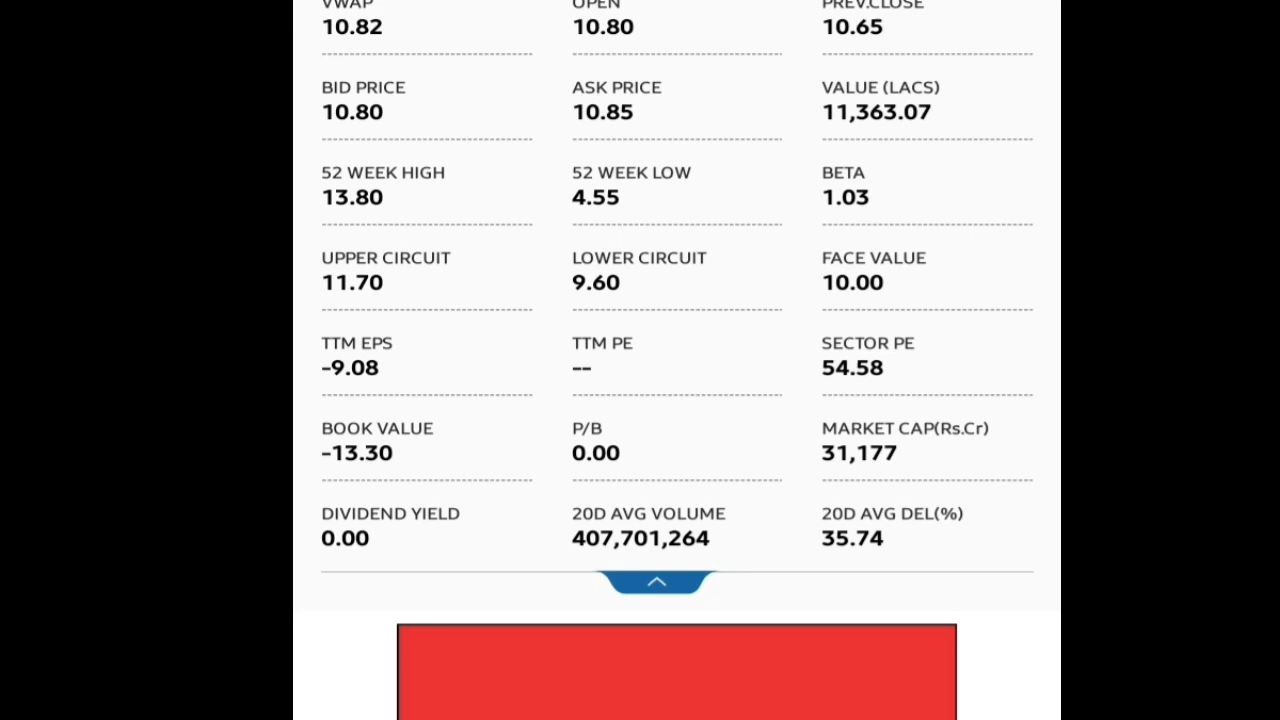 VWAP OPEN PREV.CLOSE
10.82 10.80 10.65
BID PRICE ASK PRICE VALUE (LACS)
10.80 10.85 11,363.07
52 WEEK HIGH 52 WEEK LOW BETA
13.80 4.55 1.03
UPPER CIRCUIT LOWER CIRCUIT FACE VALUE
11.70 9.60 10.00
TTM EPS TTM PE SECTOR PE
-9.08 -- 54.58
BOOK VALUE P/B MARKET CAP(Rs.Cr)
-13.30 0.00 31,177
DIVIDEND YIELD 20D AVG VOLUME 20D AVG DEL(%)
0.00 407,701,264 35.74